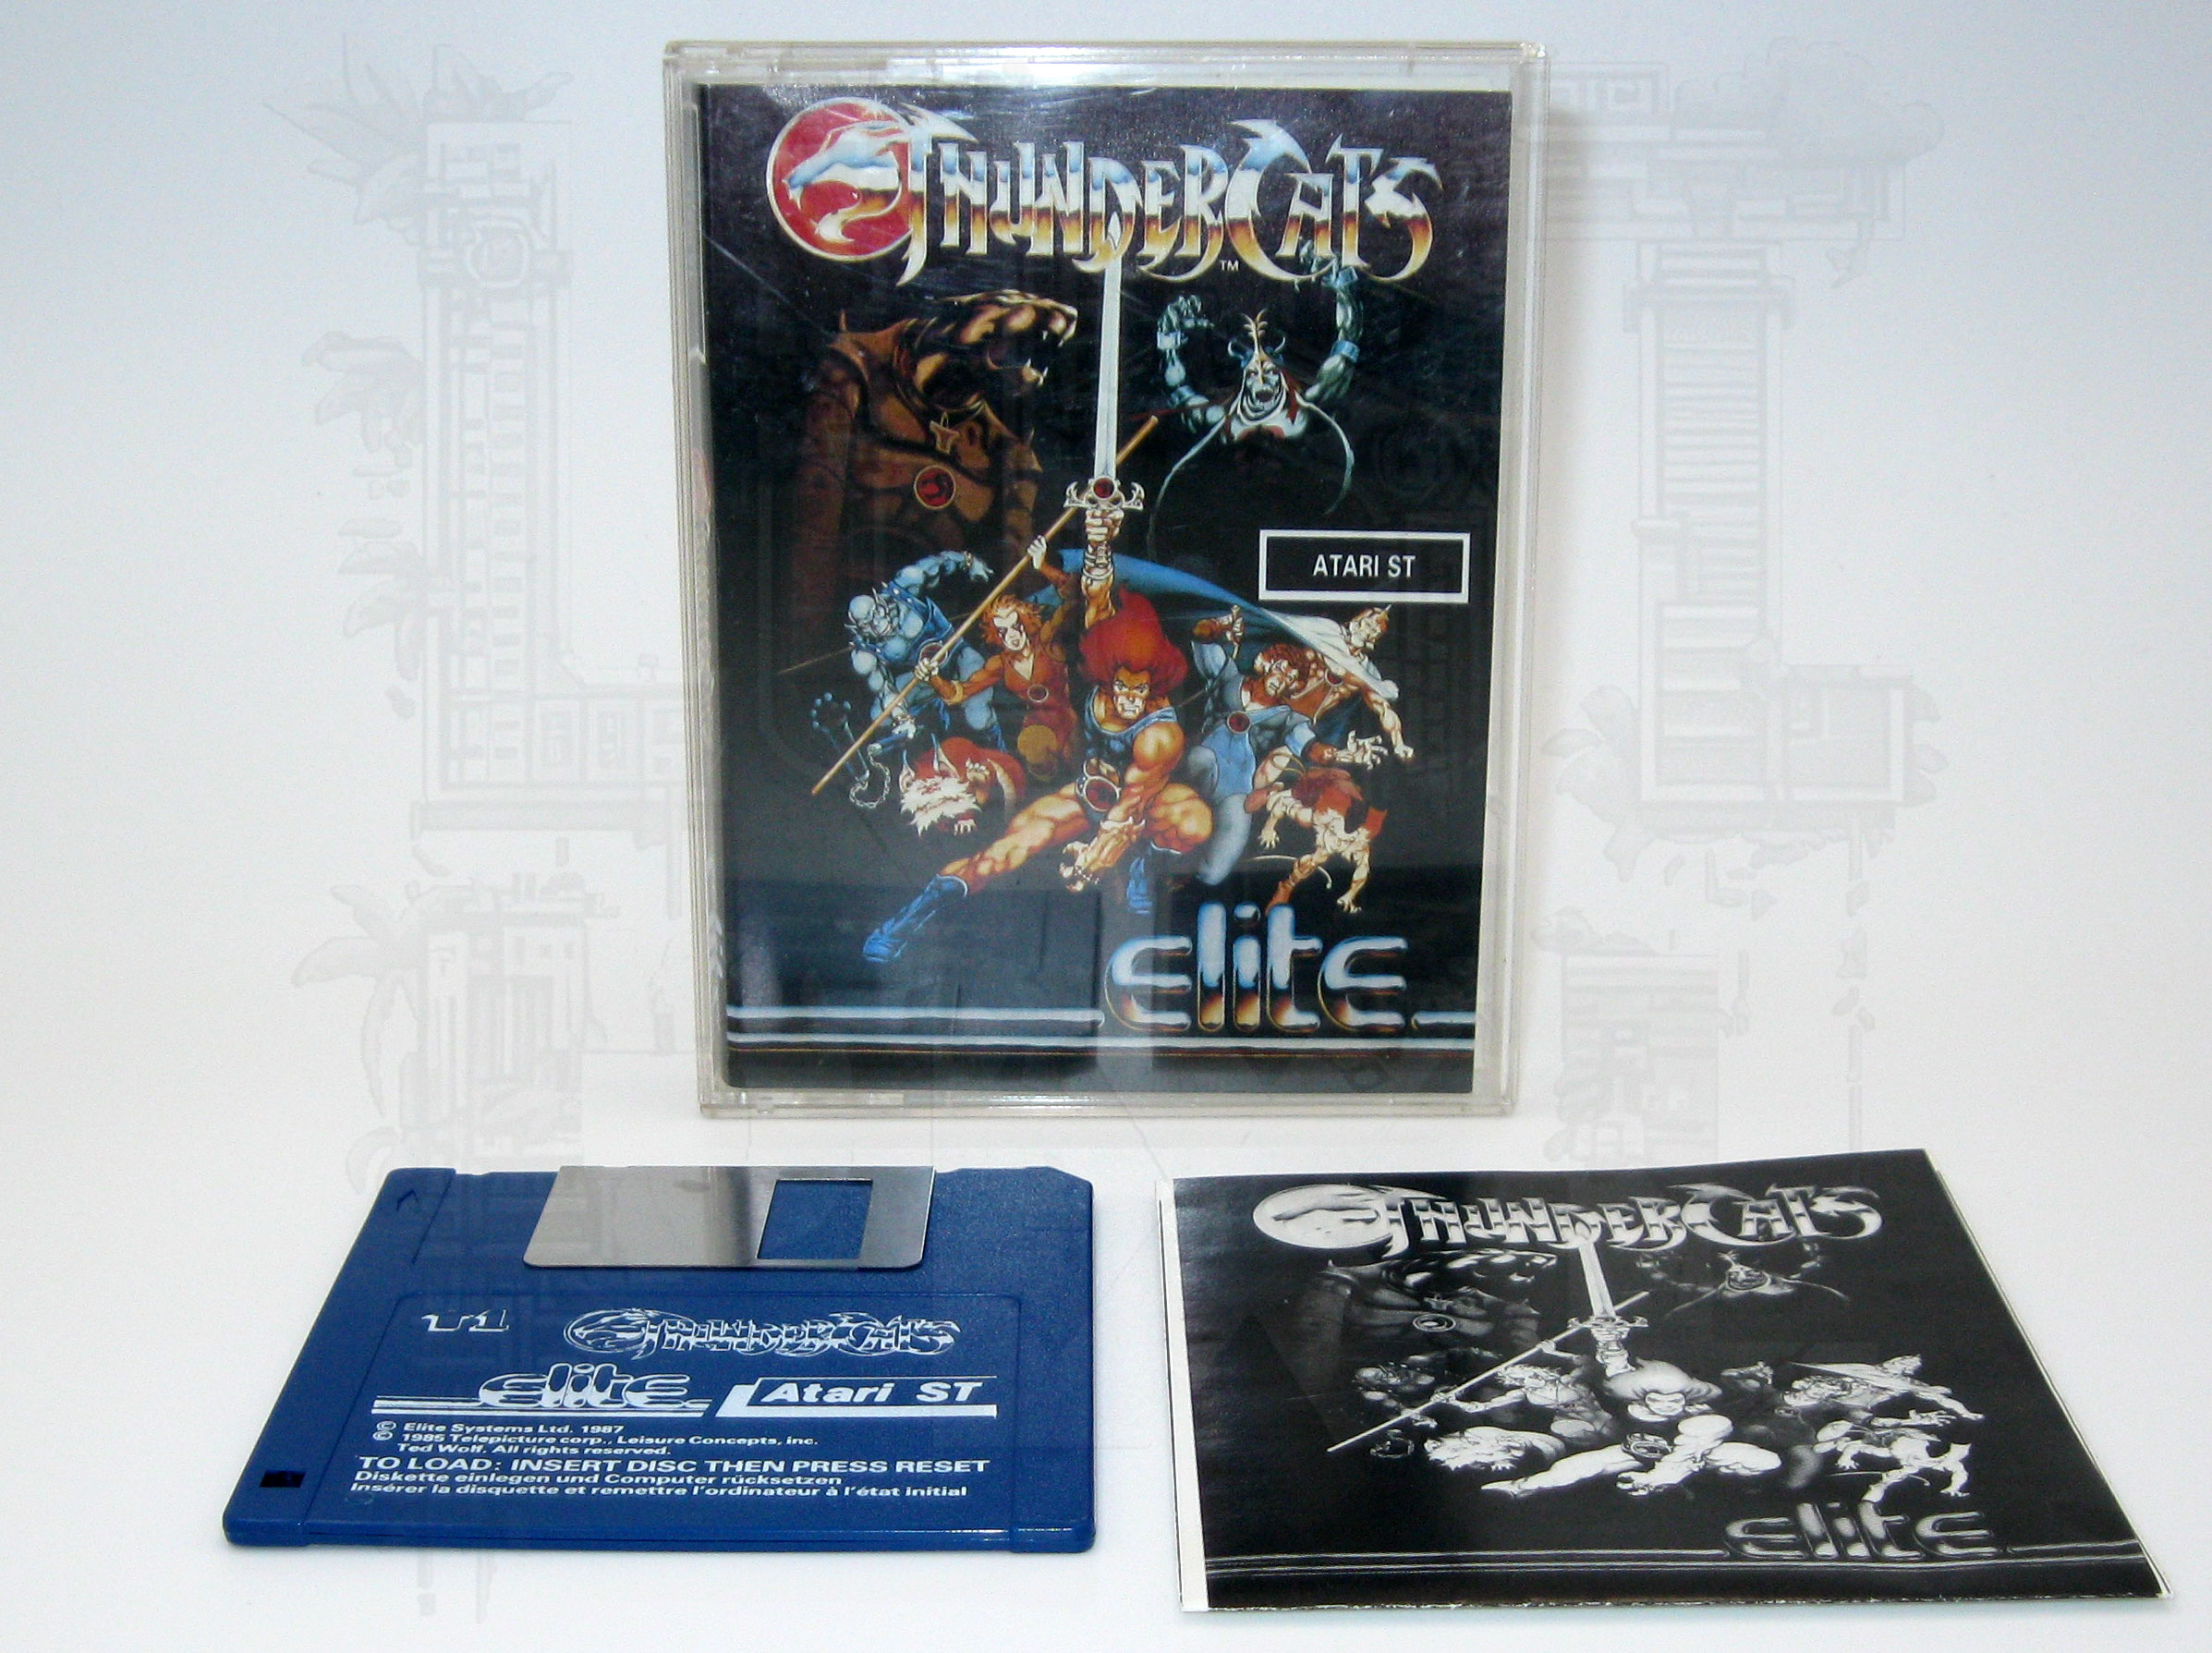 THUNDERCATS
TM
ATARI ST
elite
T1
THUNDERCATS
elite
Atari ST
© Elite Systems Ltd. 1987
© 1985 Telepicture corp., Leisure Concepts, inc.
Ted Wolf. All rights reserved.
TO LOAD: INSERT DISC THEN PRESS RESET
Diskette einlegen und Computer rücksetzen
Insérer la disquette et remettre l'ordinateur à l'état initial
THUNDERCATS
elite